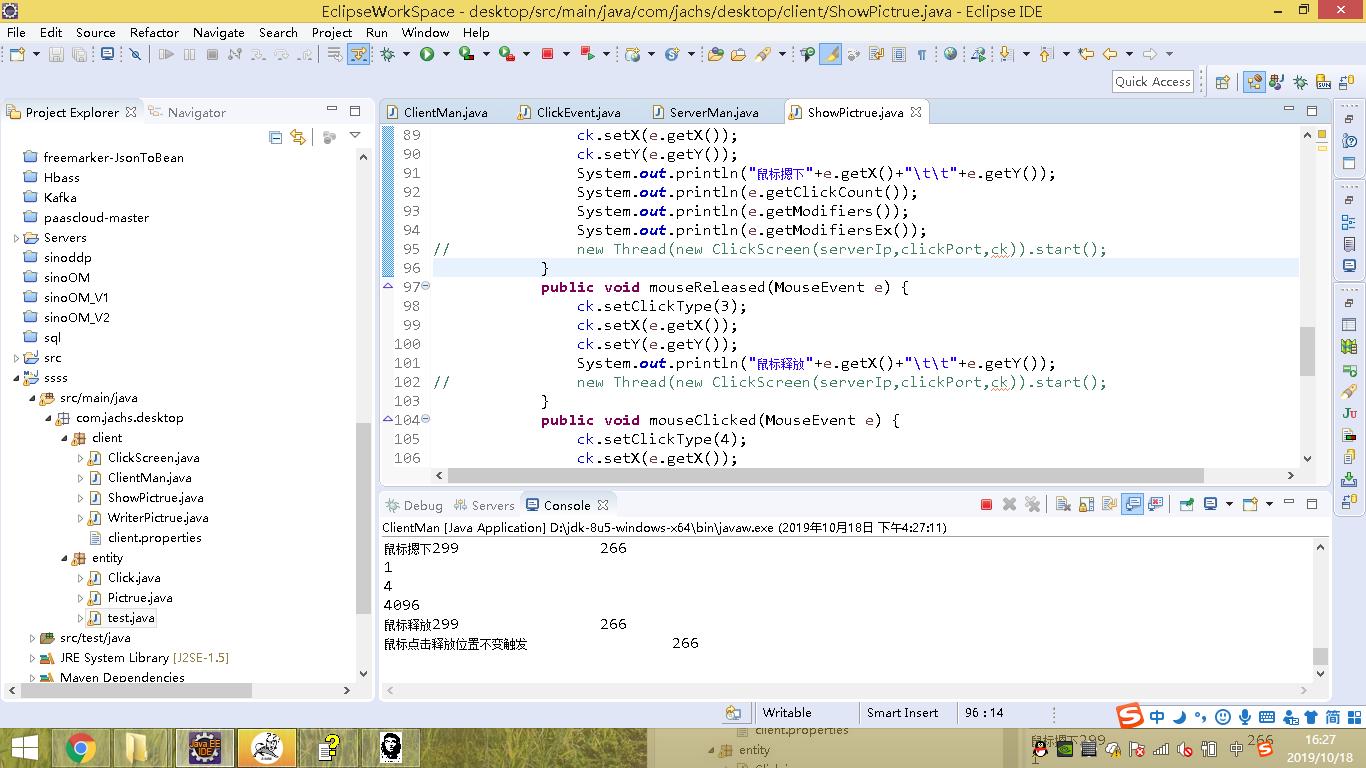 EclipseWorkSpace - desktop/src/main/java/com/jachs/desktop/client/ShowPictrue.java - Eclipse IDE
File Edit Source Refactor Navigate Search Project Run Window Help
Quick Access
Project Explorer Navigator
freemarker-JsonToBean
Hbass
Kafka
paascloud-master
Servers
sinoddp
sinoOM
sinoOM_V1
sinoOM_V2
sql
src
ssss
src/main/java
com.jachs.desktop
client
ClickScreen.java
ClientMan.java
ShowPictrue.java
WriterPictrue.java
client.properties
entity
Click.java
Pictrue.java
test.java
src/test/java
JRE System Library [J2SE-1.5]
Maven Dependencies
ClientMan.java ClickEvent.java ServerMan.java ShowPictrue.java
89 ck.setX(e.getX());
90 ck.setY(e.getY());
91 System.out.println("鼠标摁下"+e.getX()+"\t\t"+e.getY());
92 System.out.println(e.getClickCount());
93 System.out.println(e.getModifiers());
94 System.out.println(e.getModifiersEx());
95 // new Thread(new ClickScreen(serverIp,clickPort,ck)).start();
96 }
97 public void mouseReleased(MouseEvent e) {
98 ck.setClickType(3);
99 ck.setX(e.getX());
100 ck.setY(e.getY());
101 System.out.println("鼠标释放"+e.getX()+"\t\t"+e.getY());
102 // new Thread(new ClickScreen(serverIp,clickPort,ck)).start();
103 }
104 public void mouseClicked(MouseEvent e) {
105 ck.setClickType(4);
106 ck.setX(e.getX());
Debug Servers Console
ClientMan [Java Application] D:\jdk-8u5-windows-x64\bin\javaw.exe (2019年10月18日 下午4:27:11)
鼠标摁下299 266
1
4
4096
鼠标释放299 266
鼠标点击释放位置不变触发 266
Writable Smart Insert 96 : 14
中 简
client.properties
entity
鼠标摁下299 266
1
中
16:27
2019/10/18
Java EE
IDE